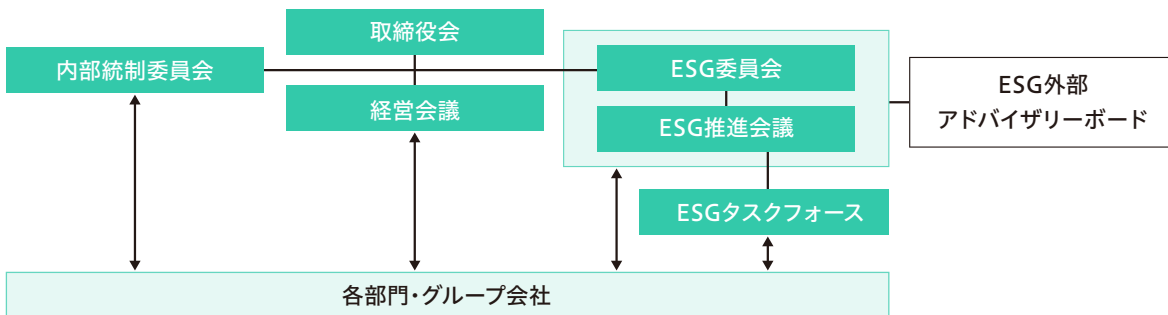 取締役会
内部統制委員会
ESG委員会
経営会議
ESG推進会議
ESG外部
アドバイザリーボード
ESGタスクフォース
各部門・グループ会社